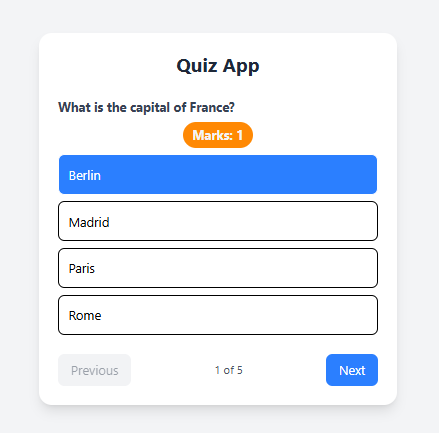 Quiz App
What is the capital of France?
Marks: 1
Berlin
Madrid
Paris
Rome
Previous 1 of 5 Next